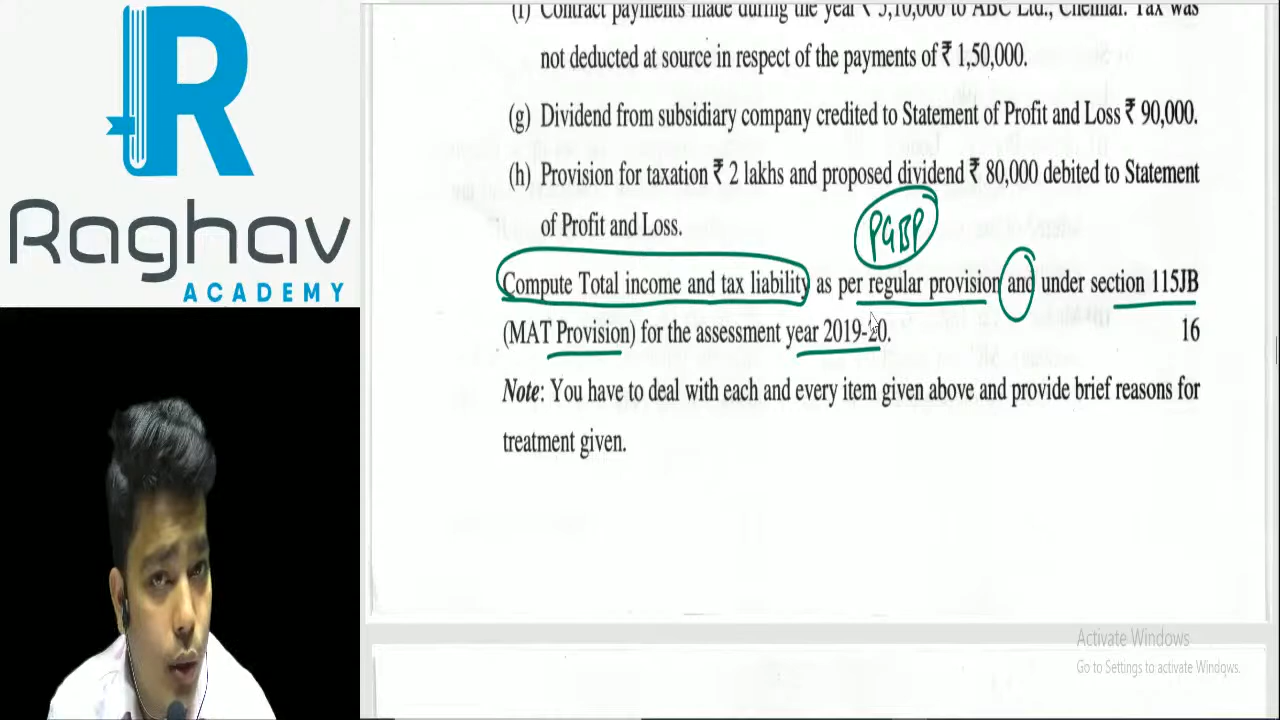 Raghav
ACADEMY
(f) Contract payments made during the year ₹ 5,10,000 to ABC Ltd., Chennai. Tax was
not deducted at source in respect of the payments of ₹ 1,50,000.
(g) Dividend from subsidiary company credited to Statement of Profit and Loss ₹ 90,000.
(h) Provision for taxation ₹ 2 lakhs and proposed dividend ₹ 80,000 debited to Statement
of Profit and Loss.
PGBP
Compute Total income and tax liability as per regular provision and under section 115JB
(MAT Provision) for the assessment year 2019-20.
16
Note: You have to deal with each and every item given above and provide brief reasons for
treatment given.
Activate Windows
Go to Settings to activate Windows.